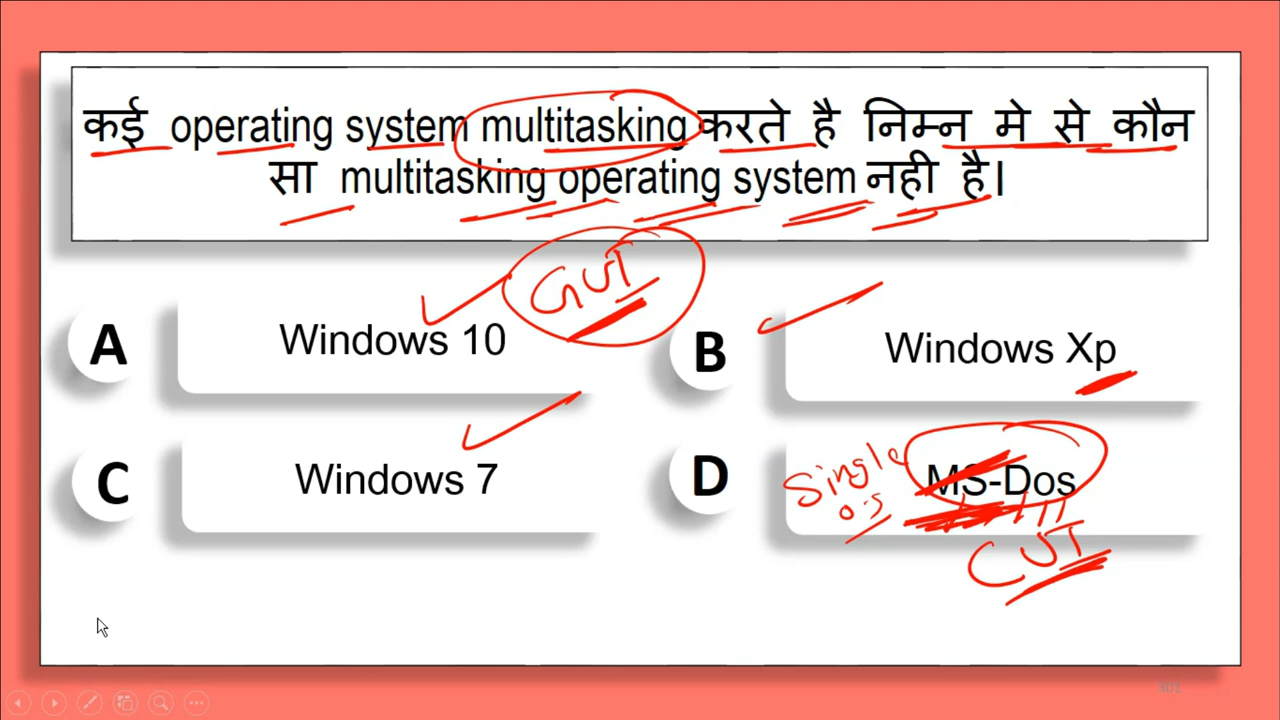 कई operating system multitasking करते है निम्न मे से कौन
सा multitasking operating system नही है।
GUI
A Windows 10
B Windows Xp
C Windows 7
D MS-Dos
Single
o.s
CUI
301